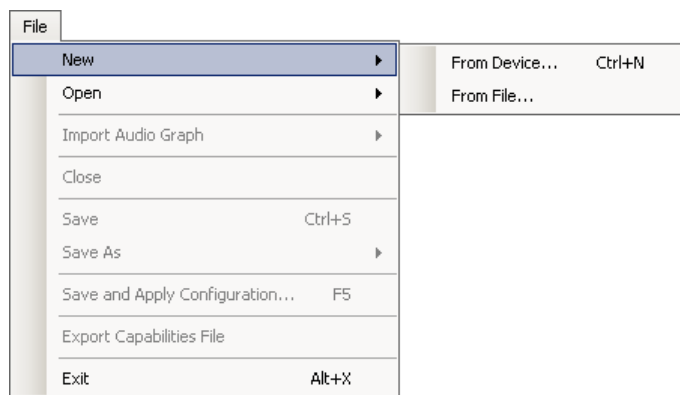 File
New
From Device... Ctrl+N
From File...
Open
Import Audio Graph
Close
Save Ctrl+S
Save As
Save and Apply Configuration... F5
Export Capabilities File
Exit Alt+X